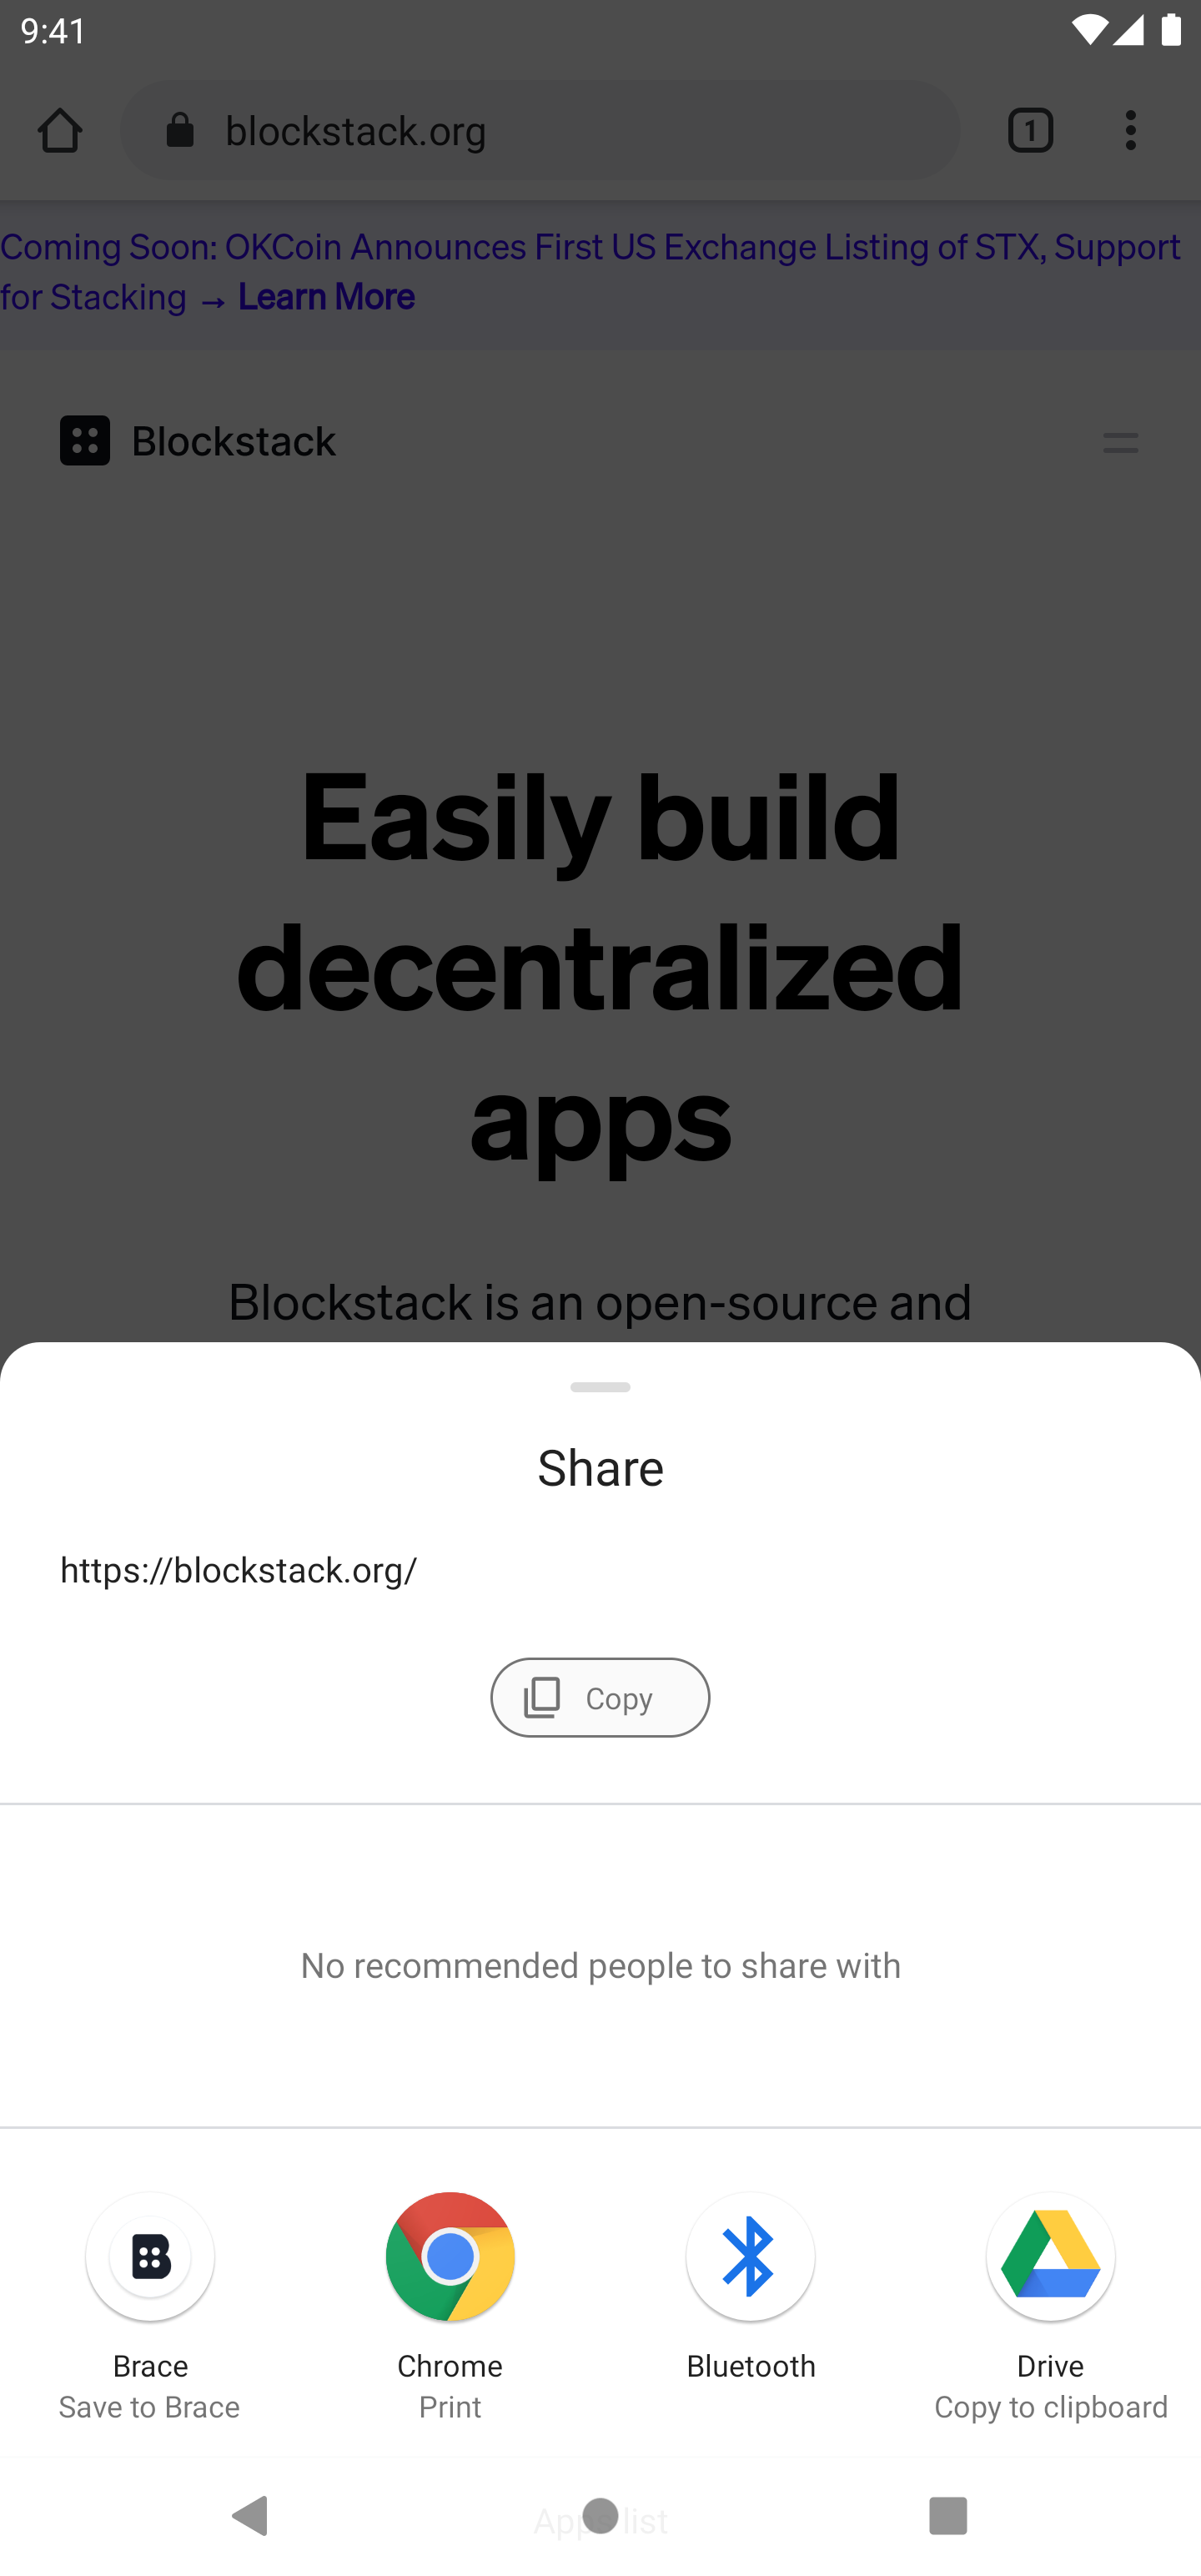 9:41
blockstack.org
1
Coming Soon: OKCoin Announces First US Exchange Listing of STX, Support
for Stacking → Learn More
Blockstack
Easily build
decentralized
apps
Blockstack is an open-source and
Share
https://blockstack.org/
Copy
No recommended people to share with
Brace
Save to Brace
Chrome
Print
Bluetooth
Drive
Copy to clipboard
Apps list